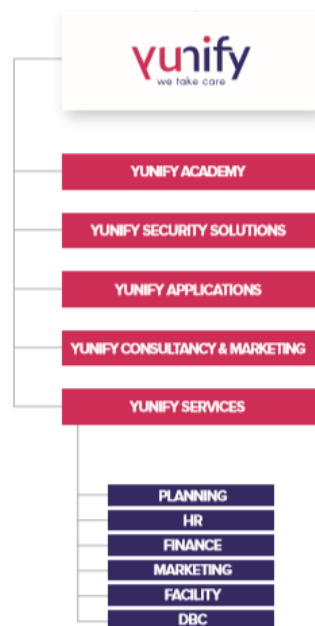 yunify
we take care
YUNIFY ACADEMY
YUNIFY SECURITY SOLUTIONS
YUNIFY APPLICATIONS
YUNIFY CONSULTANCY & MARKETING
YUNIFY SERVICES
PLANNING
HR
FINANCE
MARKETING
FACILITY
DBC